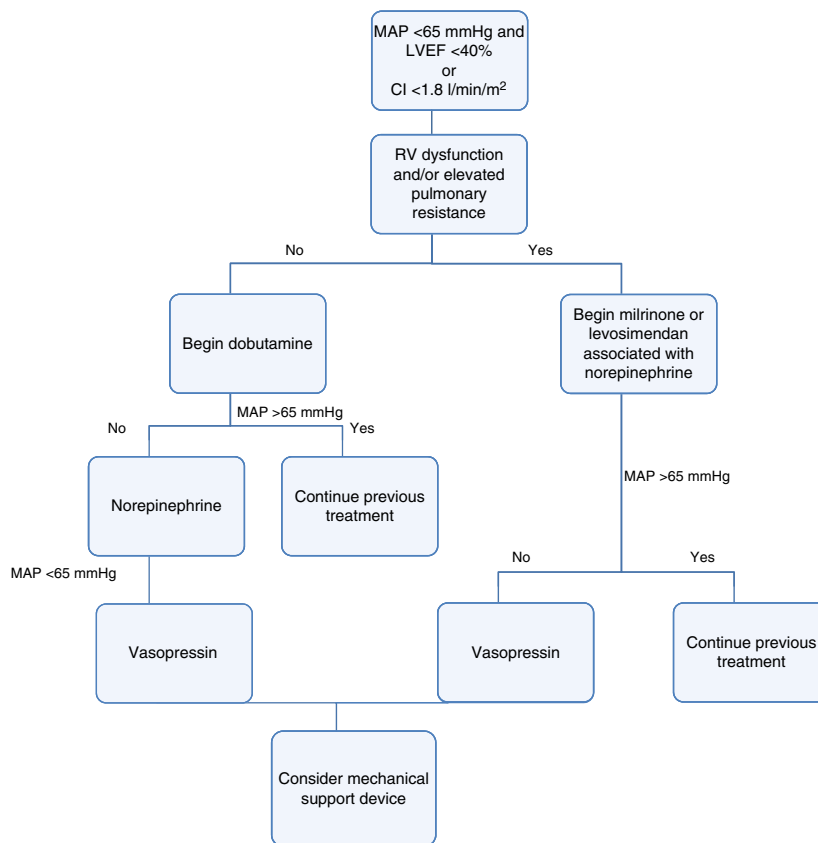 MAP <65 mmHg and
LVEF <40%
or
CI <1.8 l/min/m²
RV dysfunction
and/or elevated
pulmonary
resistance
No
Yes
Begin dobutamine
Begin milrinone or
levosimendan
associated with
norepinephrine
MAP >65 mmHg
No
Yes
Norepinephrine
Continue previous
treatment
MAP >65 mmHg
MAP <65 mmHg
No
Yes
Vasopressin
Vasopressin
Continue previous
treatment
Consider mechanical
support device